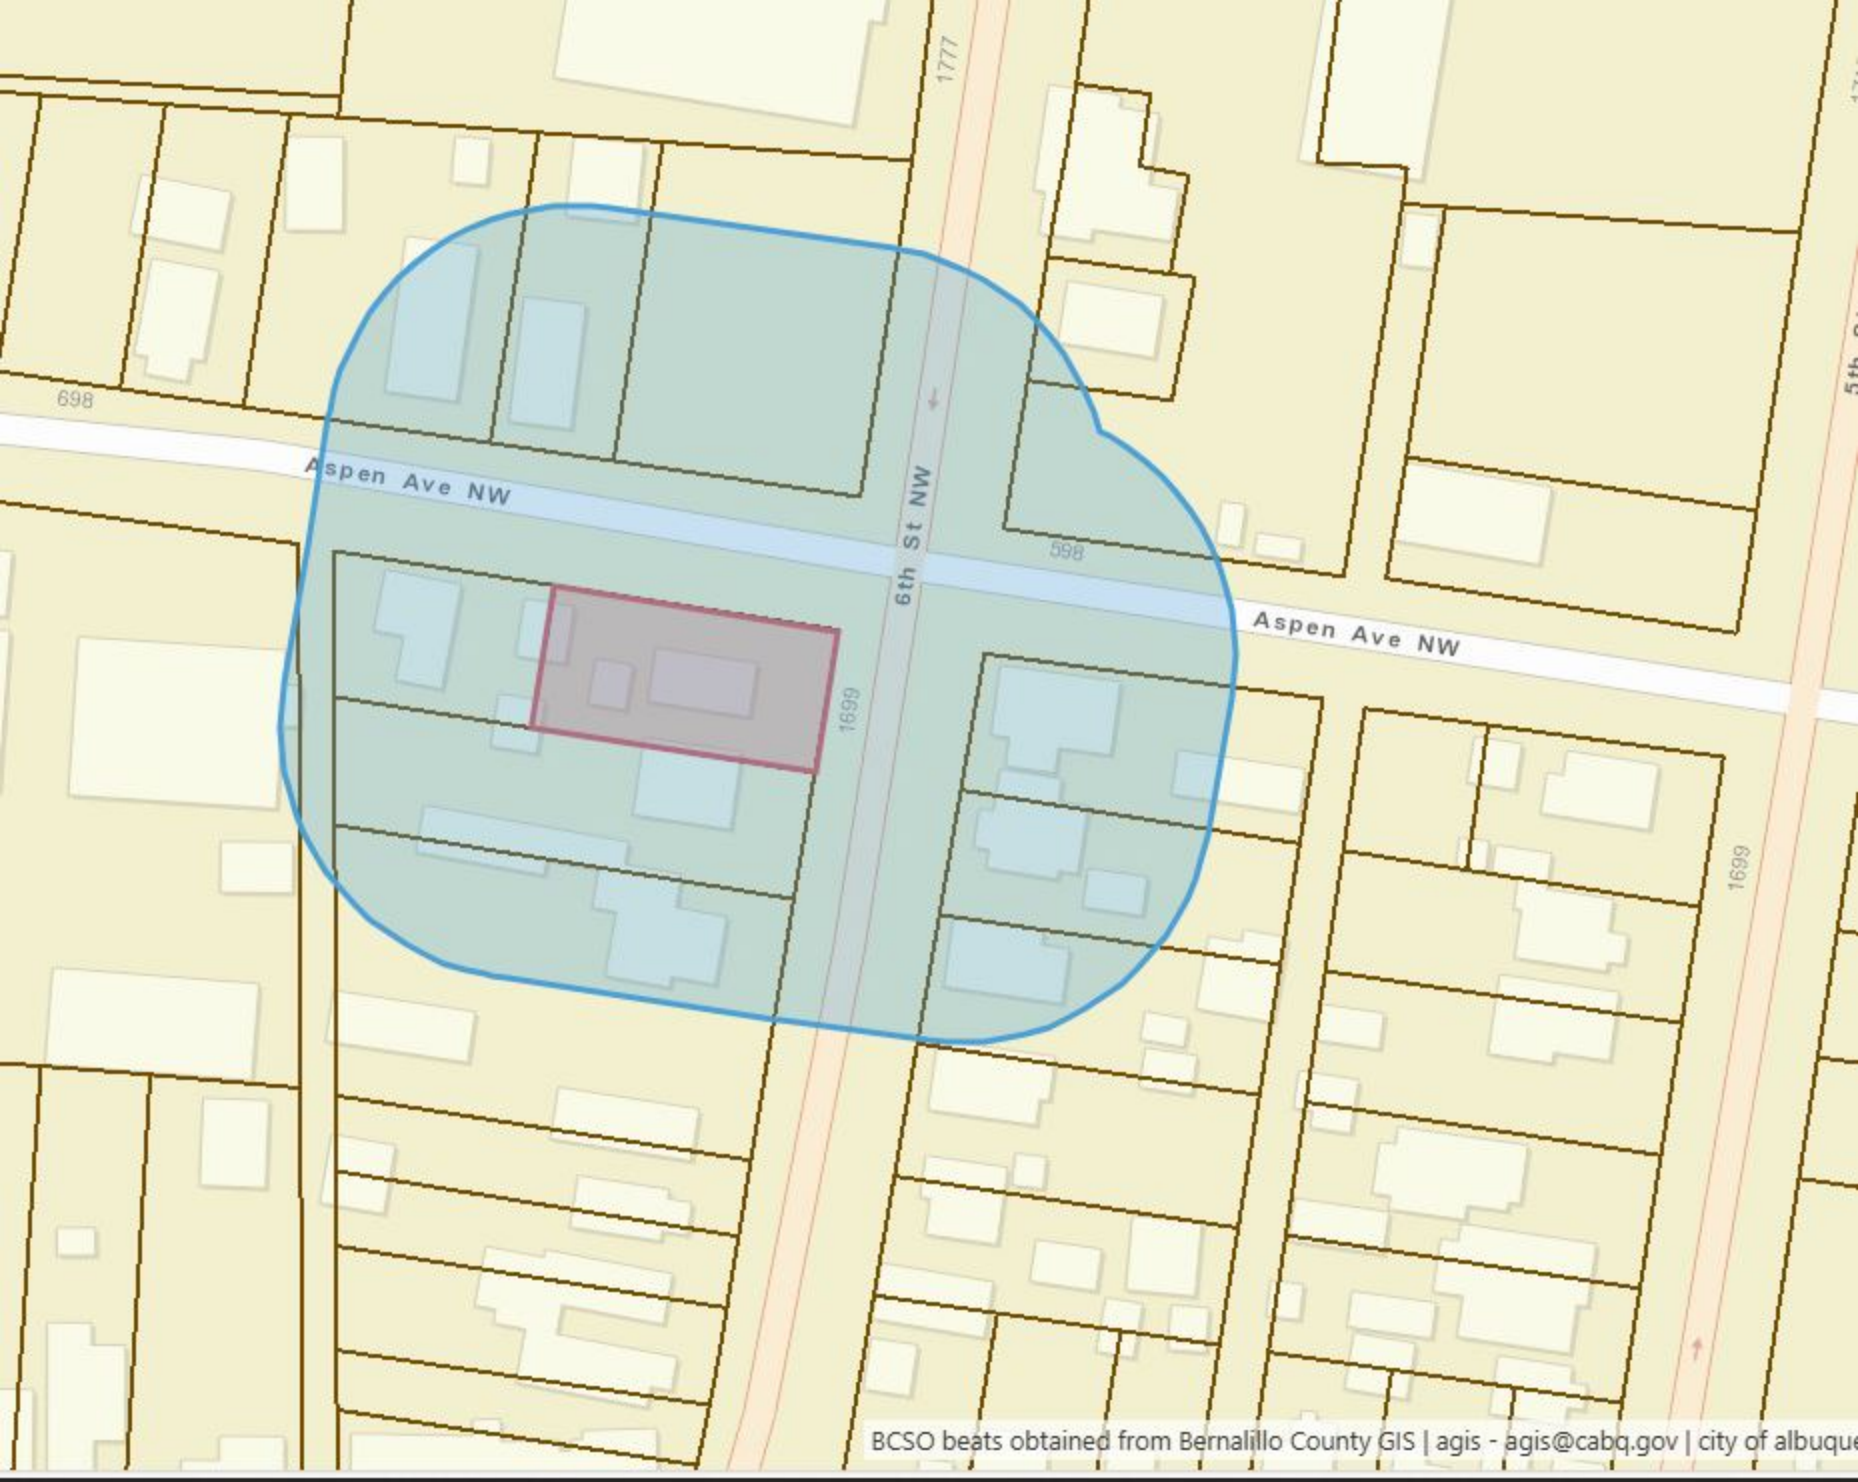 1777
698
Aspen Ave NW
6th St NW
598
Aspen Ave NW
1699
1699
5th
BCSO beats obtained from Bernalillo County GIS | agis - agis@cabq.gov | city of albuque